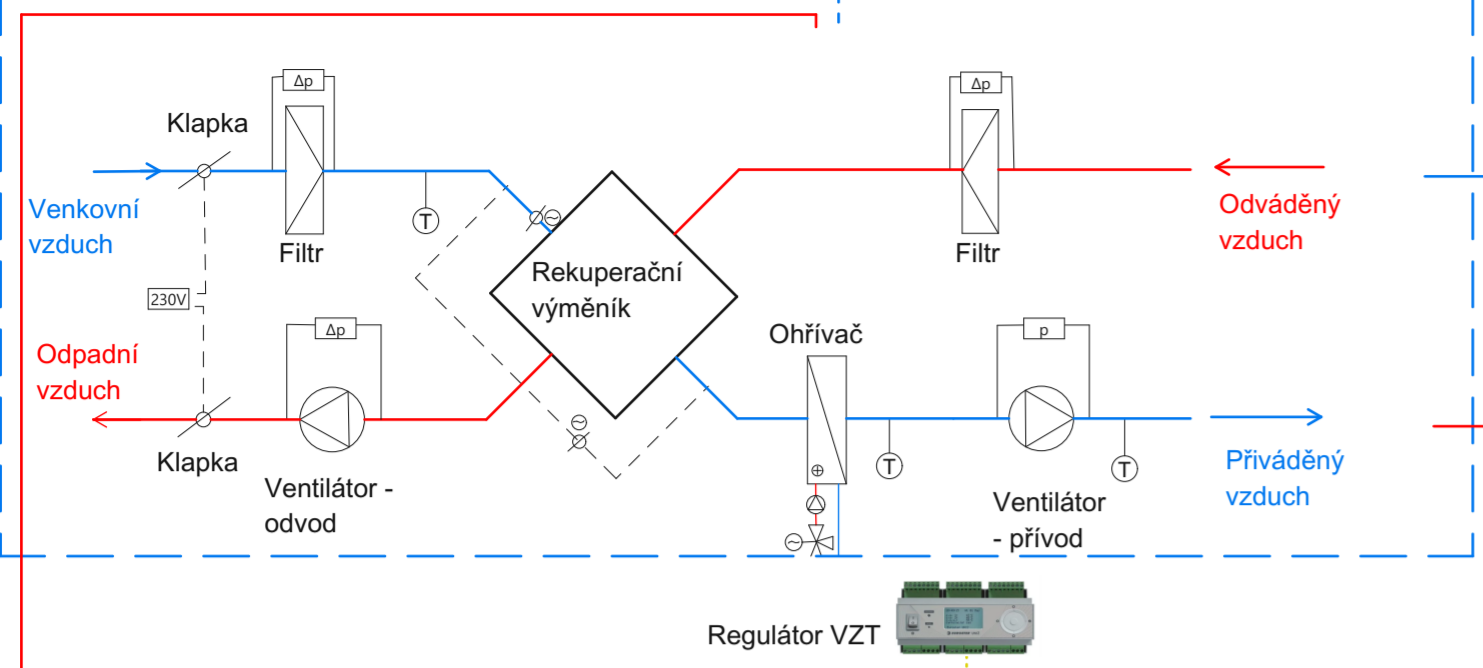 Δp
Δp
Klapka
Venkovní
vzduch
T
Filtr
Filtr
Odváděný
vzduch
Rekuperační
výměník
230V
Δp
Ohřívač
p
Odpadní
vzduch
Klapka
Ventilátor -
odvod
T
T
Ventilátor
- přívod
Přiváděný
vzduch
Regulátor VZT